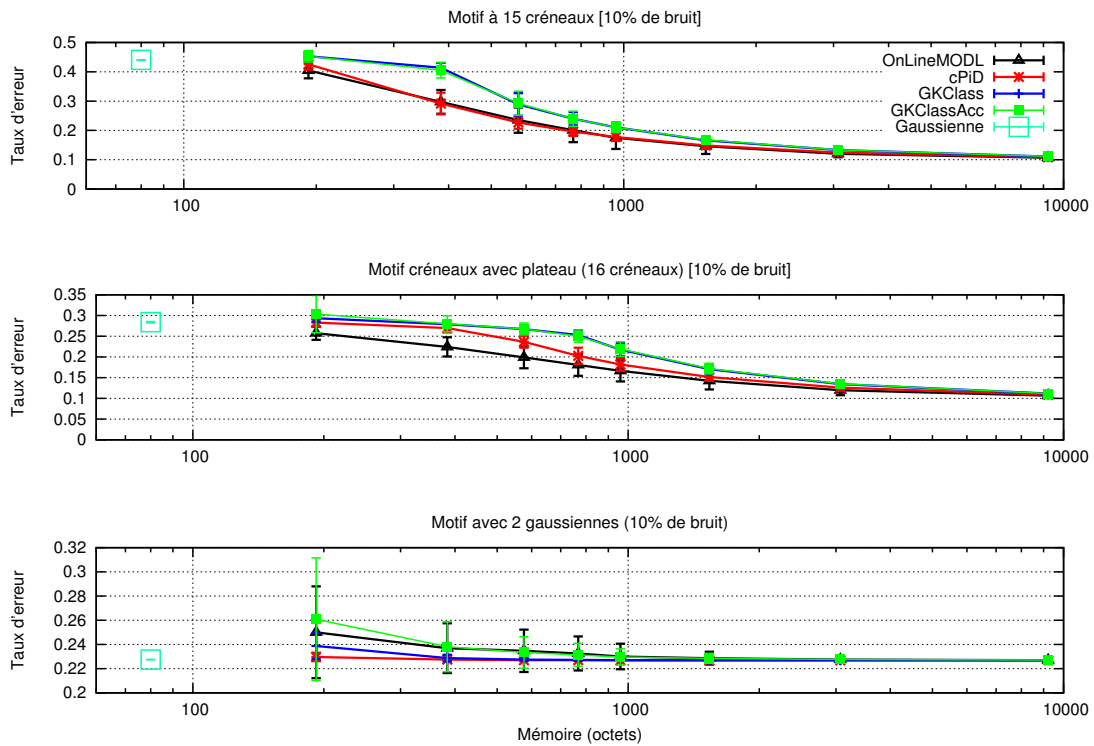 Motif à 15 créneaux [10% de bruit]
Taux d'erreur
0.5
0.4
0.3
0.2
0.1
0
100
1000
10000
OnLineMODL
cPiD
GKClass
GKClassAcc
Gaussienne
Motif créneaux avec plateau (16 créneaux) [10% de bruit]
Taux d'erreur
0.35
0.3
0.25
0.2
0.15
0.1
0.05
0
100
1000
10000
Motif avec 2 gaussiennes (10% de bruit)
Taux d'erreur
0.32
0.3
0.28
0.26
0.24
0.22
0.2
100
1000
10000
Mémoire (octets)